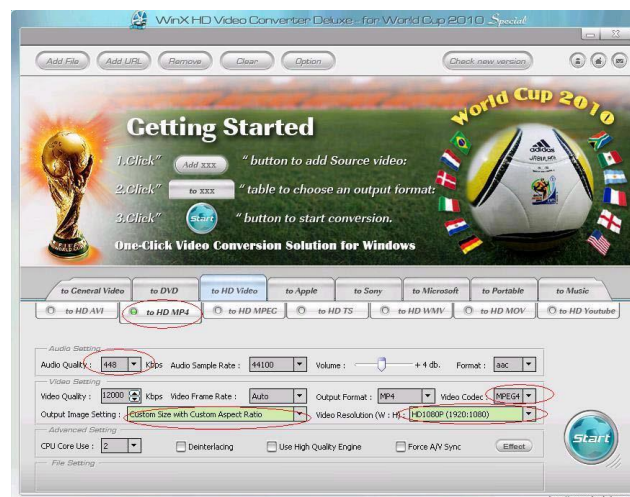 WinX HD Video Converter Deluxe - for World Cup 2010 Special
Add File Add URL Remove Clear Option Check new version
World Cup 2010
Getting Started
1.Click" Add xxx " button to add Source video:
2.Click" to xxx " table to choose an output format:
3.Click" Start " button to start conversion.
One-Click Video Conversion Solution for Windows
adidas
JABULANI
to General Video to DVD to HD Video to Apple to Sony to Microsoft to Portable to Music
to HD AVI to HD MP4 to HD MPEG to HD TS to HD WMV to HD MOV to HD Youtube
Audio Setting
Audio Quality : 448 Kbps Audio Sample Rate : 44100 Volume : + 4 db. Format : aac
Video Setting
Video Quality : 12000 Kbps Video Frame Rate : Auto Output Format : MP4 Video Codec : MPEG4
Output Image Setting : Custom Size with Custom Aspect Ratio Video Resolution (W : H) : HD1080P (1920:1080)
Advanced Setting
CPU Core Use : 2 Deinterlacing Use High Quality Engine Force A/V Sync Effect
Start
File Setting